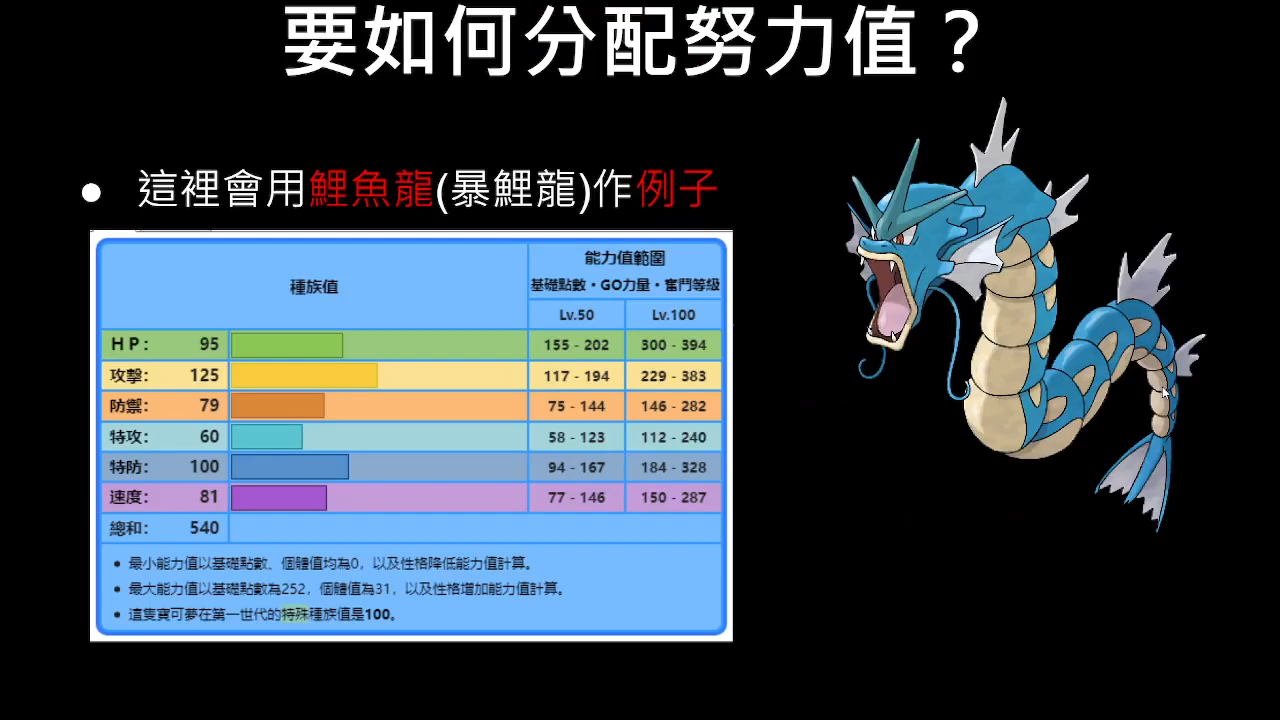 要如何分配努力值？
● 這裡會用鯉魚龍(暴鯉龍)作例子
種族值
能力值範圍
基礎點數・GO力量・奮鬥等級
Lv.50 Lv.100
ＨＰ: 95 155 - 202 300 - 394
攻擊: 125 117 - 194 229 - 383
防禦: 79 75 - 144 146 - 282
特攻: 60 58 - 123 112 - 240
特防: 100 94 - 167 184 - 328
速度: 81 77 - 146 150 - 287
總和: 540
• 最小能力值以基礎點數、個體值均為0，以及性格降低能力值計算。
• 最大能力值以基礎點數為252，個體值為31，以及性格增加能力值計算。
• 這隻寶可夢在第一世代的特殊種族值是100。